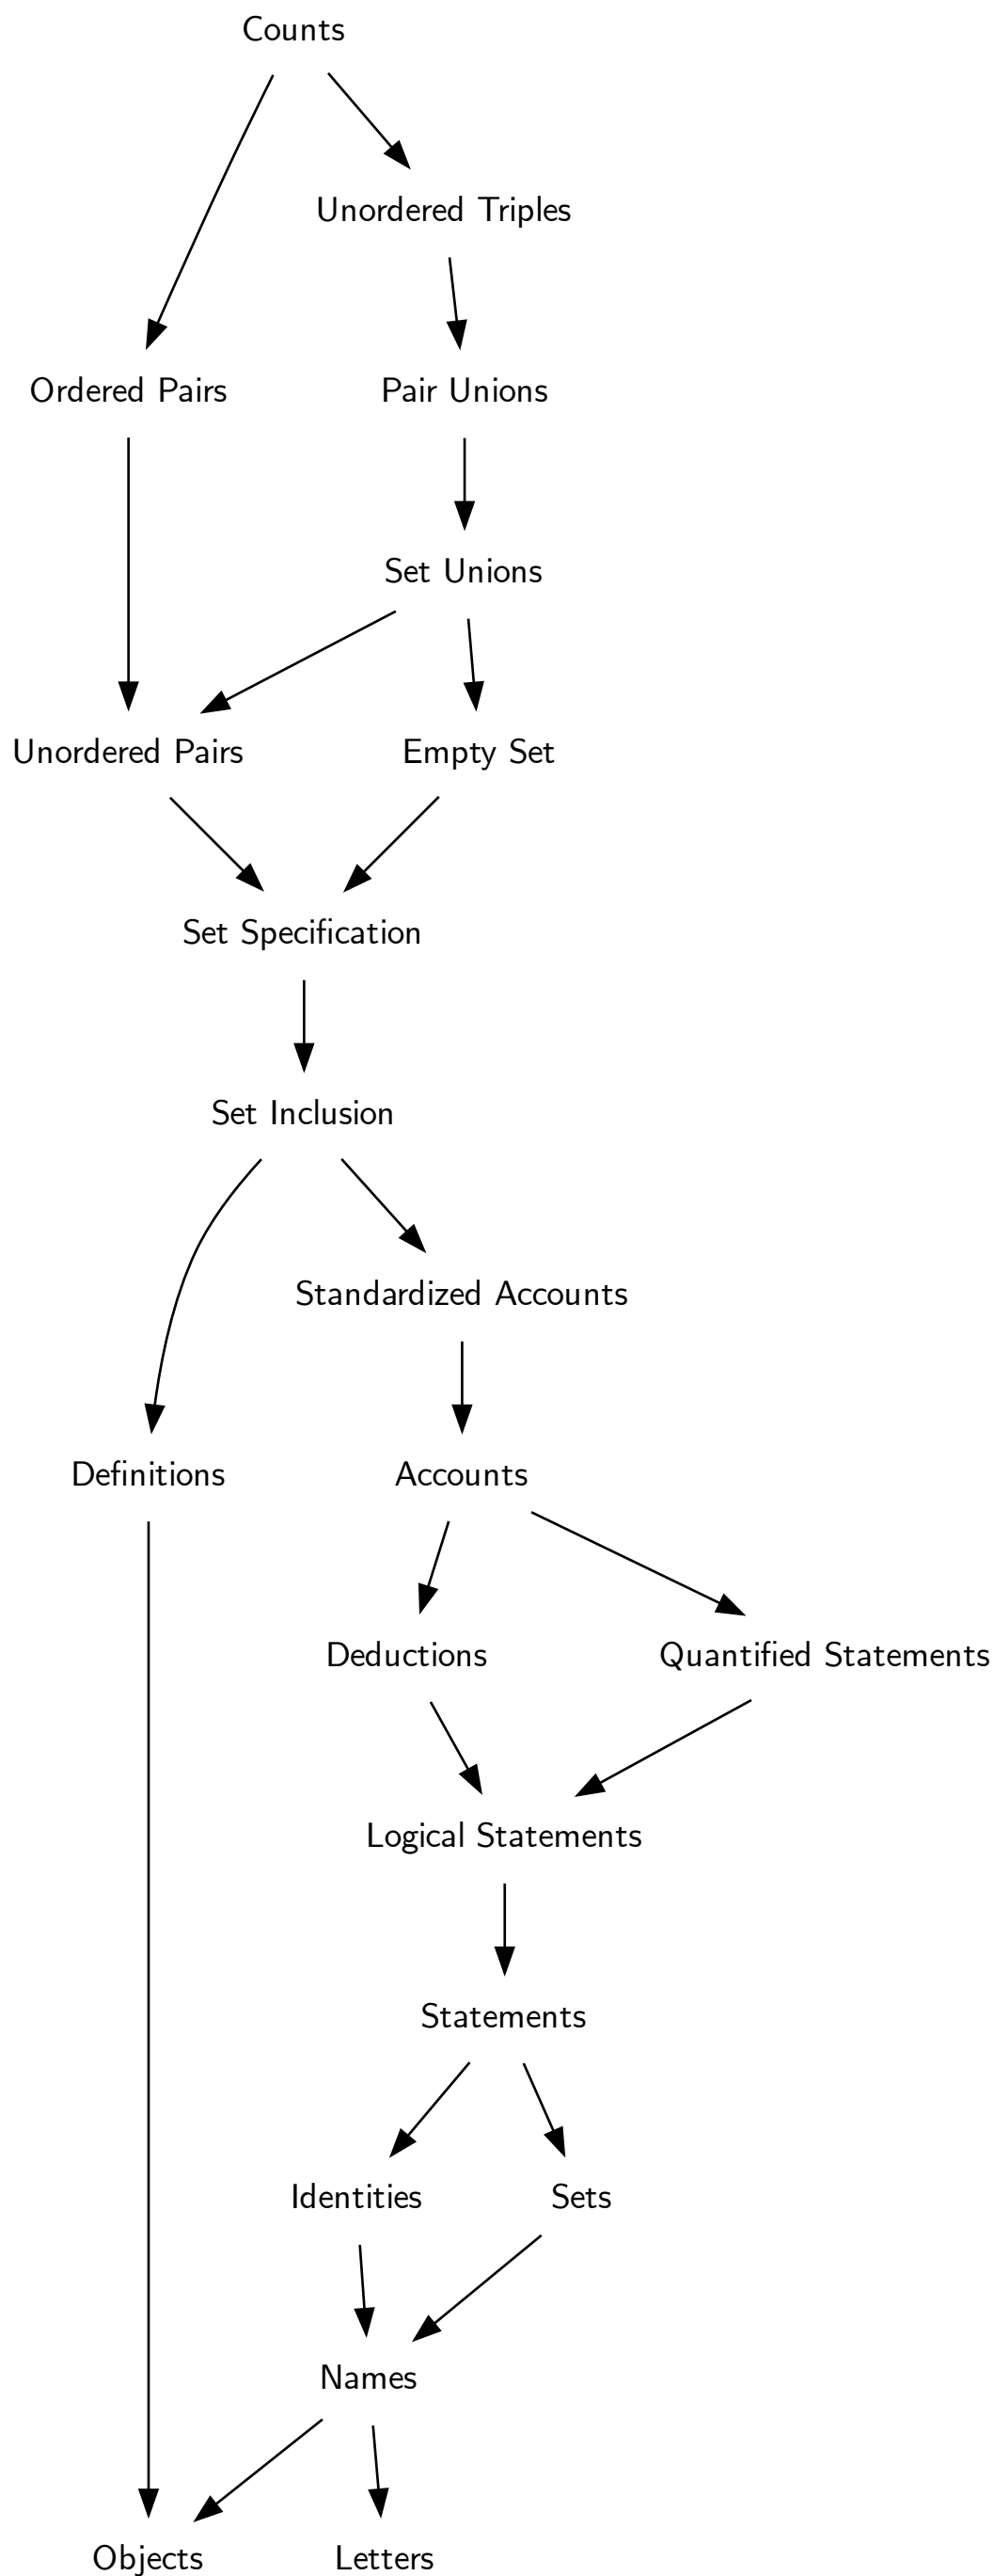 Counts
Unordered Triples
Ordered Pairs
Pair Unions
Set Unions
Unordered Pairs
Empty Set
Set Specification
Set Inclusion
Standardized Accounts
Definitions
Accounts
Deductions
Quantified Statements
Logical Statements
Statements
Identities
Sets
Names
Objects
Letters